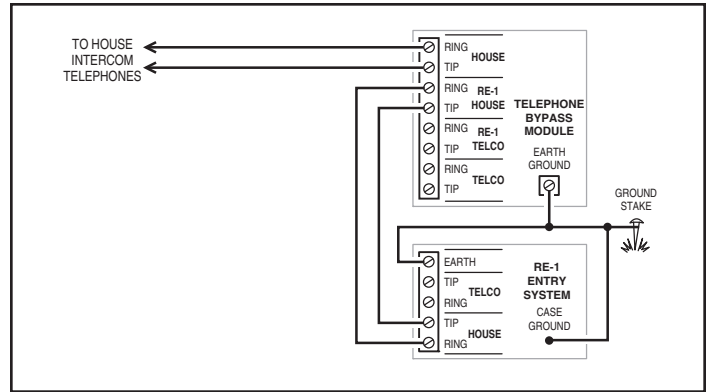 TO HOUSE
INTERCOM
TELEPHONES
RING
HOUSE
TIP
RING RE-1
TIP HOUSE
RING RE-1
TIP TELCO
RING
TELCO
TIP
TELEPHONE
BYPASS
MODULE
EARTH
GROUND
GROUND
STAKE
EARTH
TIP
TELCO
RING
TIP
HOUSE
RING
RE-1
ENTRY
SYSTEM
CASE
GROUND